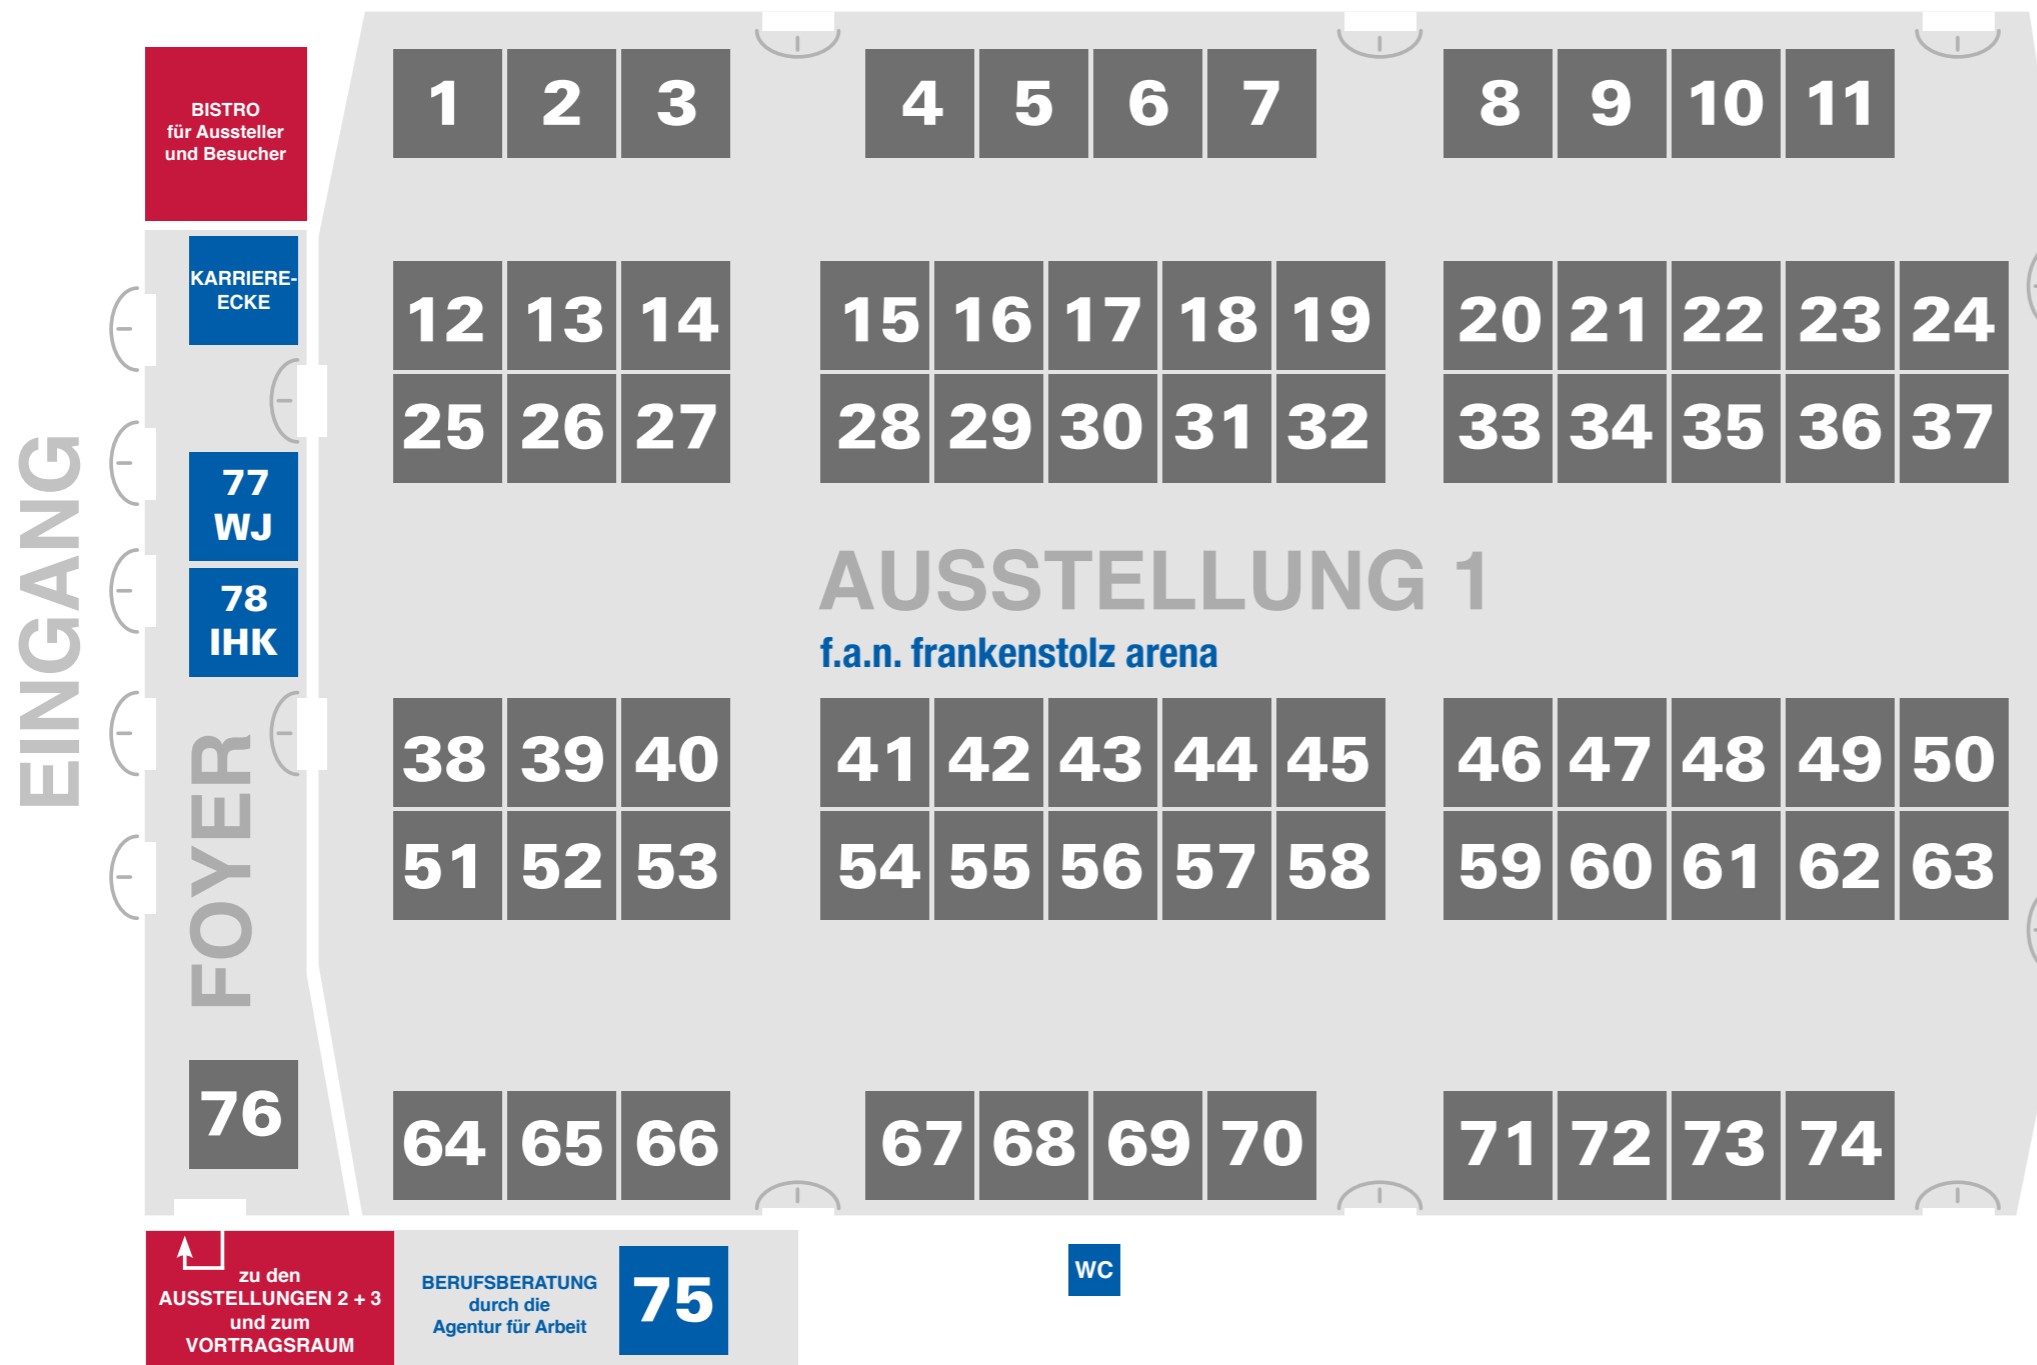 BISTRO
für Aussteller
und Besucher
1 2 3 4 5 6 7 8 9 10 11
KARRIERE-
ECKE
12 13 14 15 16 17 18 19 20 21 22 23 24
25 26 27 28 29 30 31 32 33 34 35 36 37
EINGANG
77
WJ
78
IHK
AUSSTELLUNG 1
f.a.n. frankenstolz arena
FOYER
38 39 40 41 42 43 44 45 46 47 48 49 50
51 52 53 54 55 56 57 58 59 60 61 62 63
76
64 65 66 67 68 69 70 71 72 73 74
zu den
AUSSTELLUNGEN 2 + 3
und zum
VORTRAGSRAUM
BERUFSBERATUNG
durch die
Agentur für Arbeit
75
WC